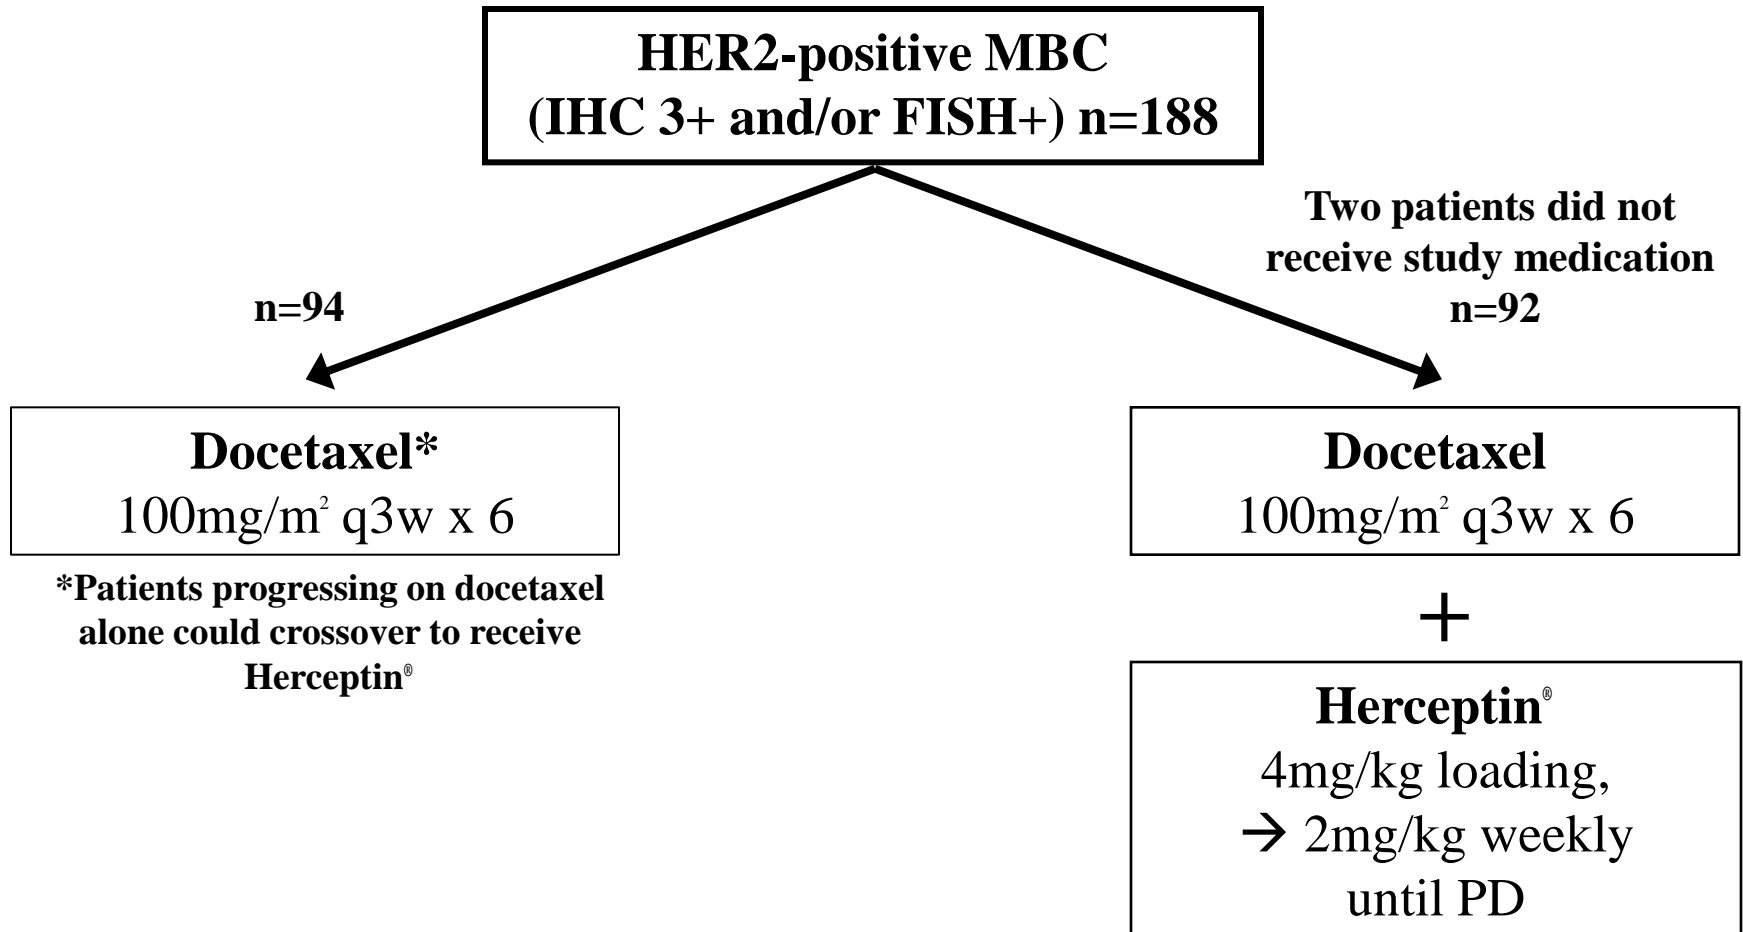 HER2-positive MBC
(IHC 3+ and/or FISH+) n=188
Two patients did not
receive study medication
n=92
n=94
Docetaxel*
100mg/m² q3w x 6
*Patients progressing on docetaxel
alone could crossover to receive
Herceptin®
Docetaxel
100mg/m² q3w x 6
+
Herceptin®
4mg/kg loading,
→ 2mg/kg weekly
until PD